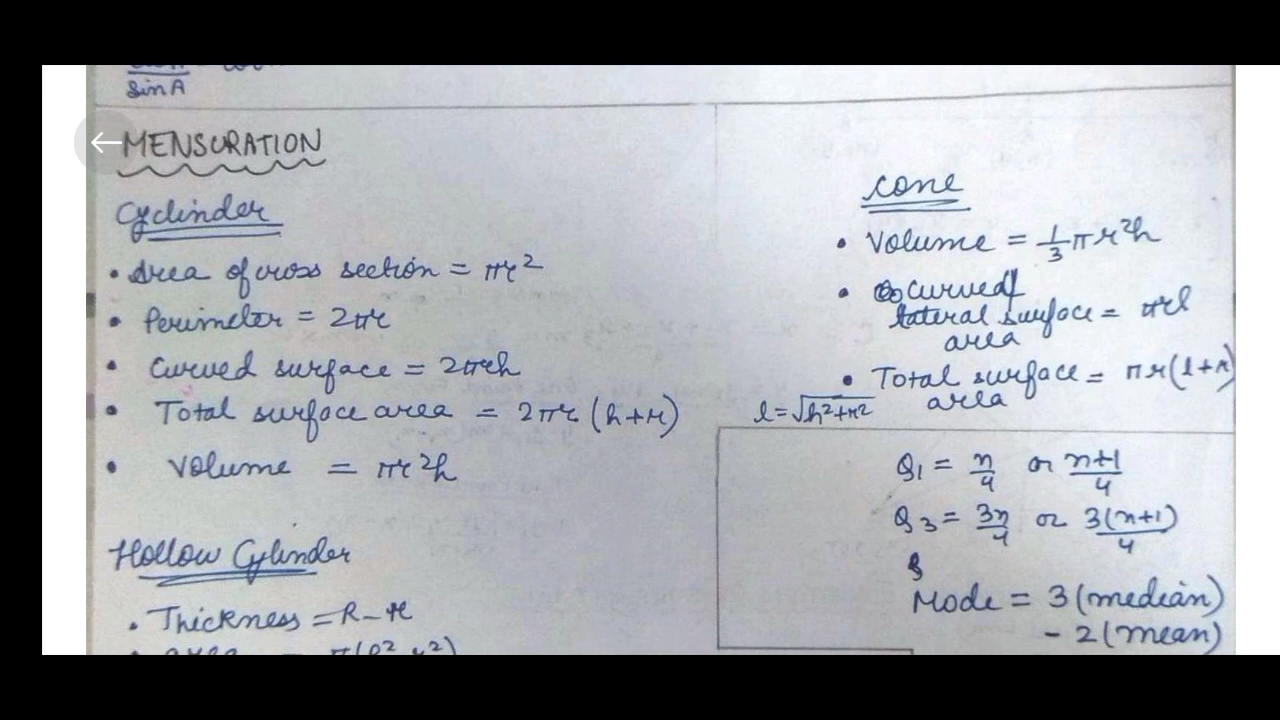 sin A
MENSURATION
Cyclinder
• Area of cross section = πr²
• Perimeter = 2πr
• Curved surface = 2πrh
• Total surface area = 2πr (h+r)
• Volume = πr²h
Hollow Cylinder
• Thickness = R-r
cone
• Volume = 1/3 πr²h
• curved/
lateral surface = πrl
area
• Total surface = πr(l+r)
area
l = √h²+r²
Q₁ = n/4 or n+1/4
Q₃ = 3n/4 or 3(n+1)/4
Mode = 3(median)
- 2(mean)